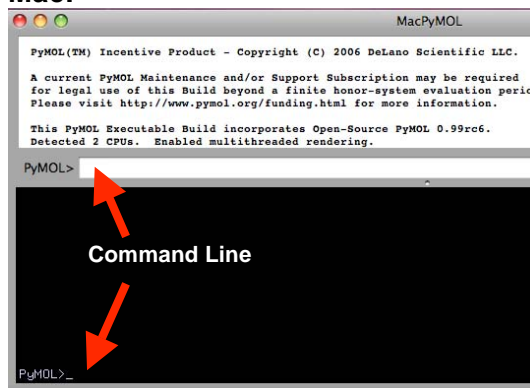 Mac:
MacPyMOL
PyMOL(TM) Incentive Product - Copyright (C) 2006 DeLano Scientific LLC.
A current PyMOL Maintenance and/or Support Subscription may be required
for legal use of this Build beyond a finite honor-system evaluation
Please visit http://www.pymol.org/funding.html for more information.
This PyMOL Executable Build incorporates Open-Source PyMOL 0.99rc6.
Detected 2 CPUs.  Enabled multithreaded rendering.
PyMOL>
Command Line
PyMOL>_